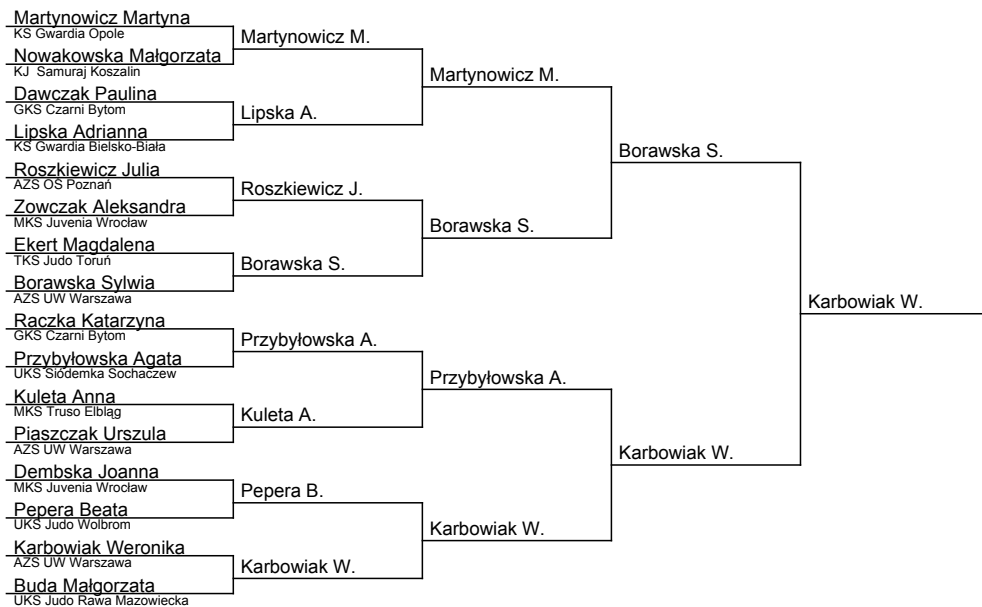 Martynowicz Martyna
KS Gwardia Opole
Nowakowska Małgorzata
KJ Samuraj Koszalin
Dawczak Paulina
GKS Czarni Bytom
Lipska Adrianna
KS Gwardia Bielsko-Biała
Roszkiewicz Julia
AZS OŚ Poznań
Zowczak Aleksandra
MKS Juvenia Wrocław
Ekert Magdalena
TKS Judo Toruń
Borawska Sylwia
AZS UW Warszawa
Raczka Katarzyna
GKS Czarni Bytom
Przybyłowska Agata
UKS Siódemka Sochaczew
Kuleta Anna
MKS Truso Elbląg
Piaszczak Urszula
AZS UW Warszawa
Dembska Joanna
MKS Juvenia Wrocław
Pepera Beata
UKS Judo Wolbrom
Karbowiak Weronika
AZS UW Warszawa
Buda Małgorzata
UKS Judo Rawa Mazowiecka
Martynowicz M.
Lipska A.
Roszkiewicz J.
Borawska S.
Przybyłowska A.
Kuleta A.
Pepera B.
Karbowiak W.
Martynowicz M.
Borawska S.
Przybyłowska A.
Karbowiak W.
Borawska S.
Karbowiak W.
Karbowiak W.